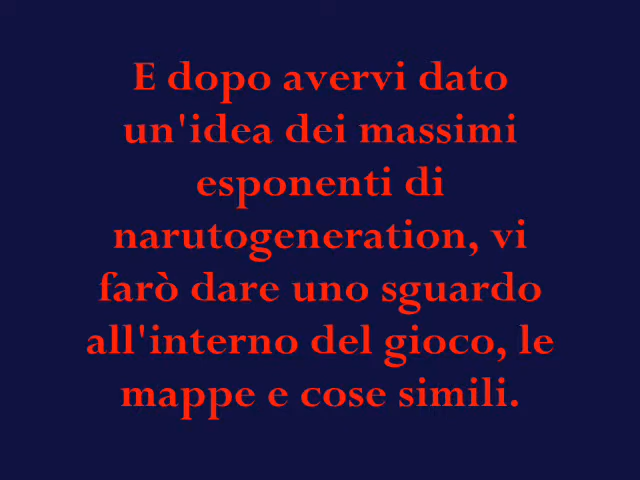 E dopo avervi dato
un'idea dei massimi
esponenti di
narutogeneration, vi
farò dare uno sguardo
all'interno del gioco, le
mappe e cose simili.